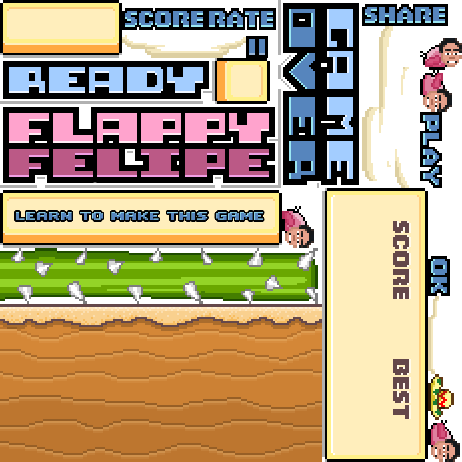 SCORE RATE
READY
FLAPPY
FELIPE
GAME
OVER
SHARE
PLAY
LEARN TO MAKE THIS GAME
SCORE
BEST
OK